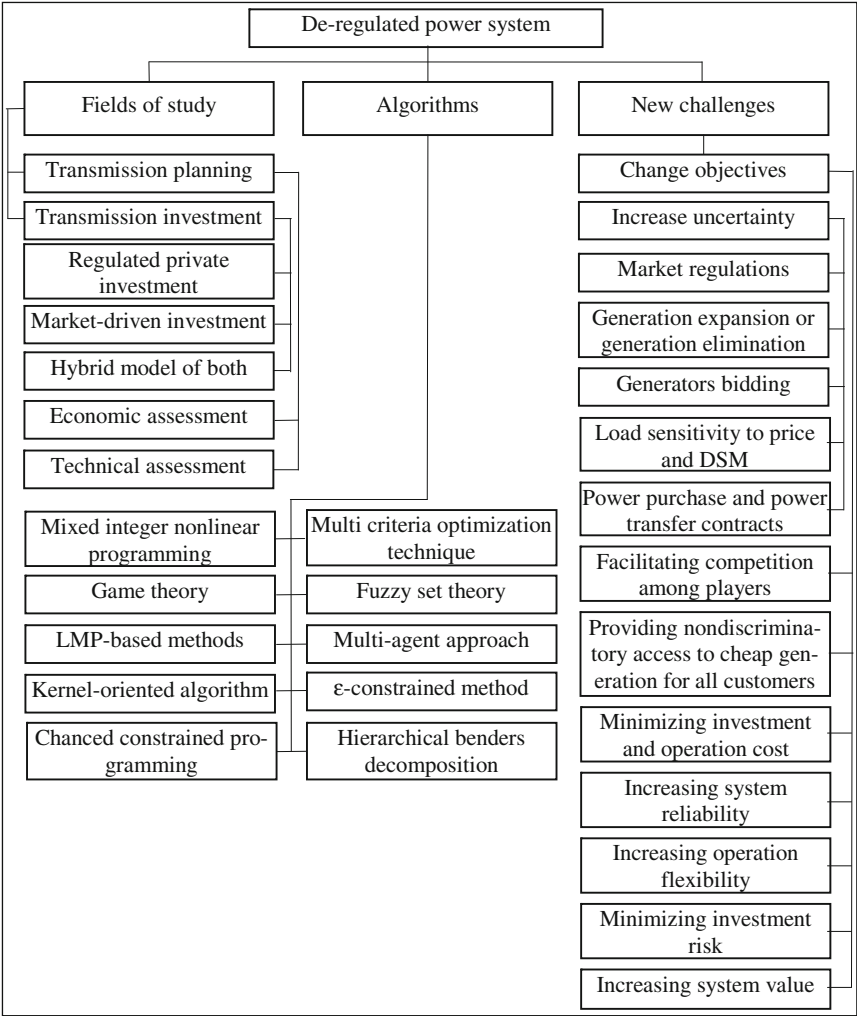 De-regulated power system
Fields of study
Algorithms
New challenges
Transmission planning
Transmission investment
Regulated private
investment
Market-driven investment
Hybrid model of both
Economic assessment
Technical assessment
Mixed integer nonlinear
programming
Game theory
LMP-based methods
Kernel-oriented algorithm
Chanced constrained pro-
gramming
Multi criteria optimization
technique
Fuzzy set theory
Multi-agent approach
ε-constrained method
Hierarchical benders
decomposition
Change objectives
Increase uncertainty
Market regulations
Generation expansion or
generation elimination
Generators bidding
Load sensitivity to price
and DSM
Power purchase and power
transfer contracts
Facilitating competition
among players
Providing nondiscrimina-
tory access to cheap gen-
eration for all customers
Minimizing investment
and operation cost
Increasing system
reliability
Increasing operation
flexibility
Minimizing investment
risk
Increasing system value